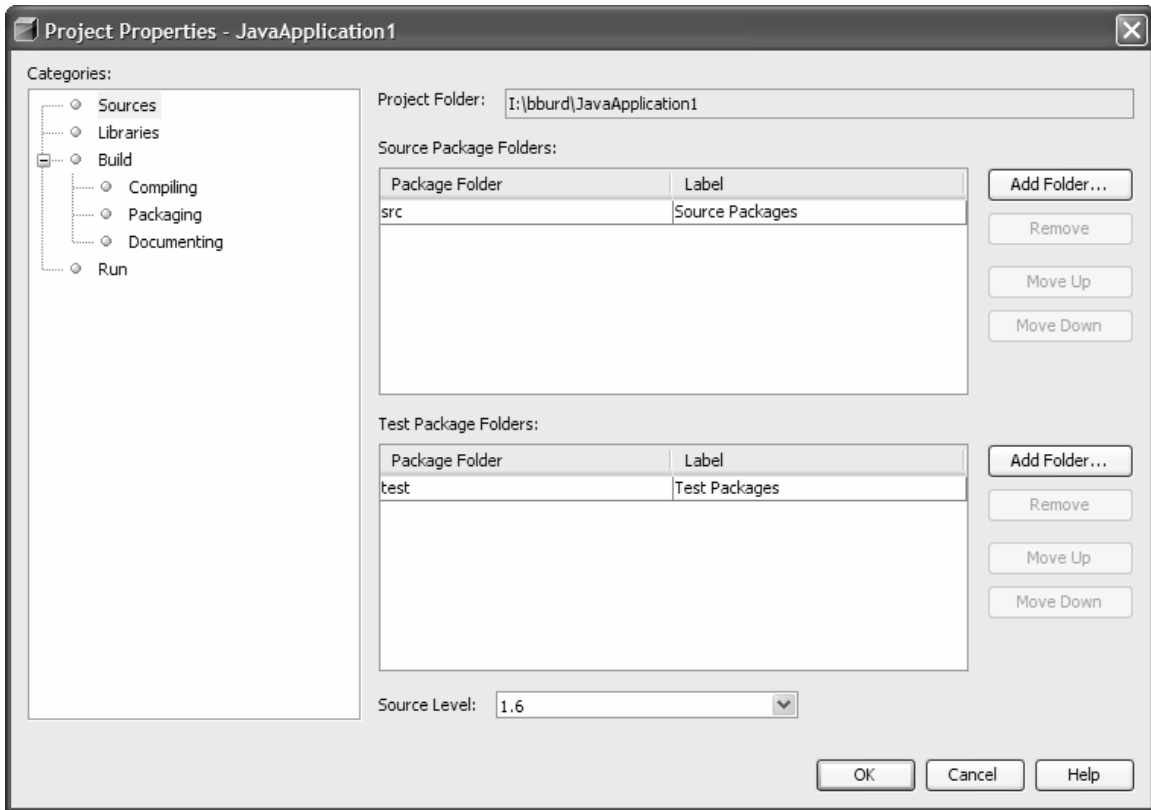 Project Properties - JavaApplication1
Categories:
Sources
Libraries
Build
Compiling
Packaging
Documenting
Run
Project Folder: I:\bburd\JavaApplication1
Source Package Folders:
Package Folder Label
src Source Packages
Add Folder...
Remove
Move Up
Move Down
Test Package Folders:
Package Folder Label
test Test Packages
Add Folder...
Remove
Move Up
Move Down
Source Level: 1.6
OK Cancel Help